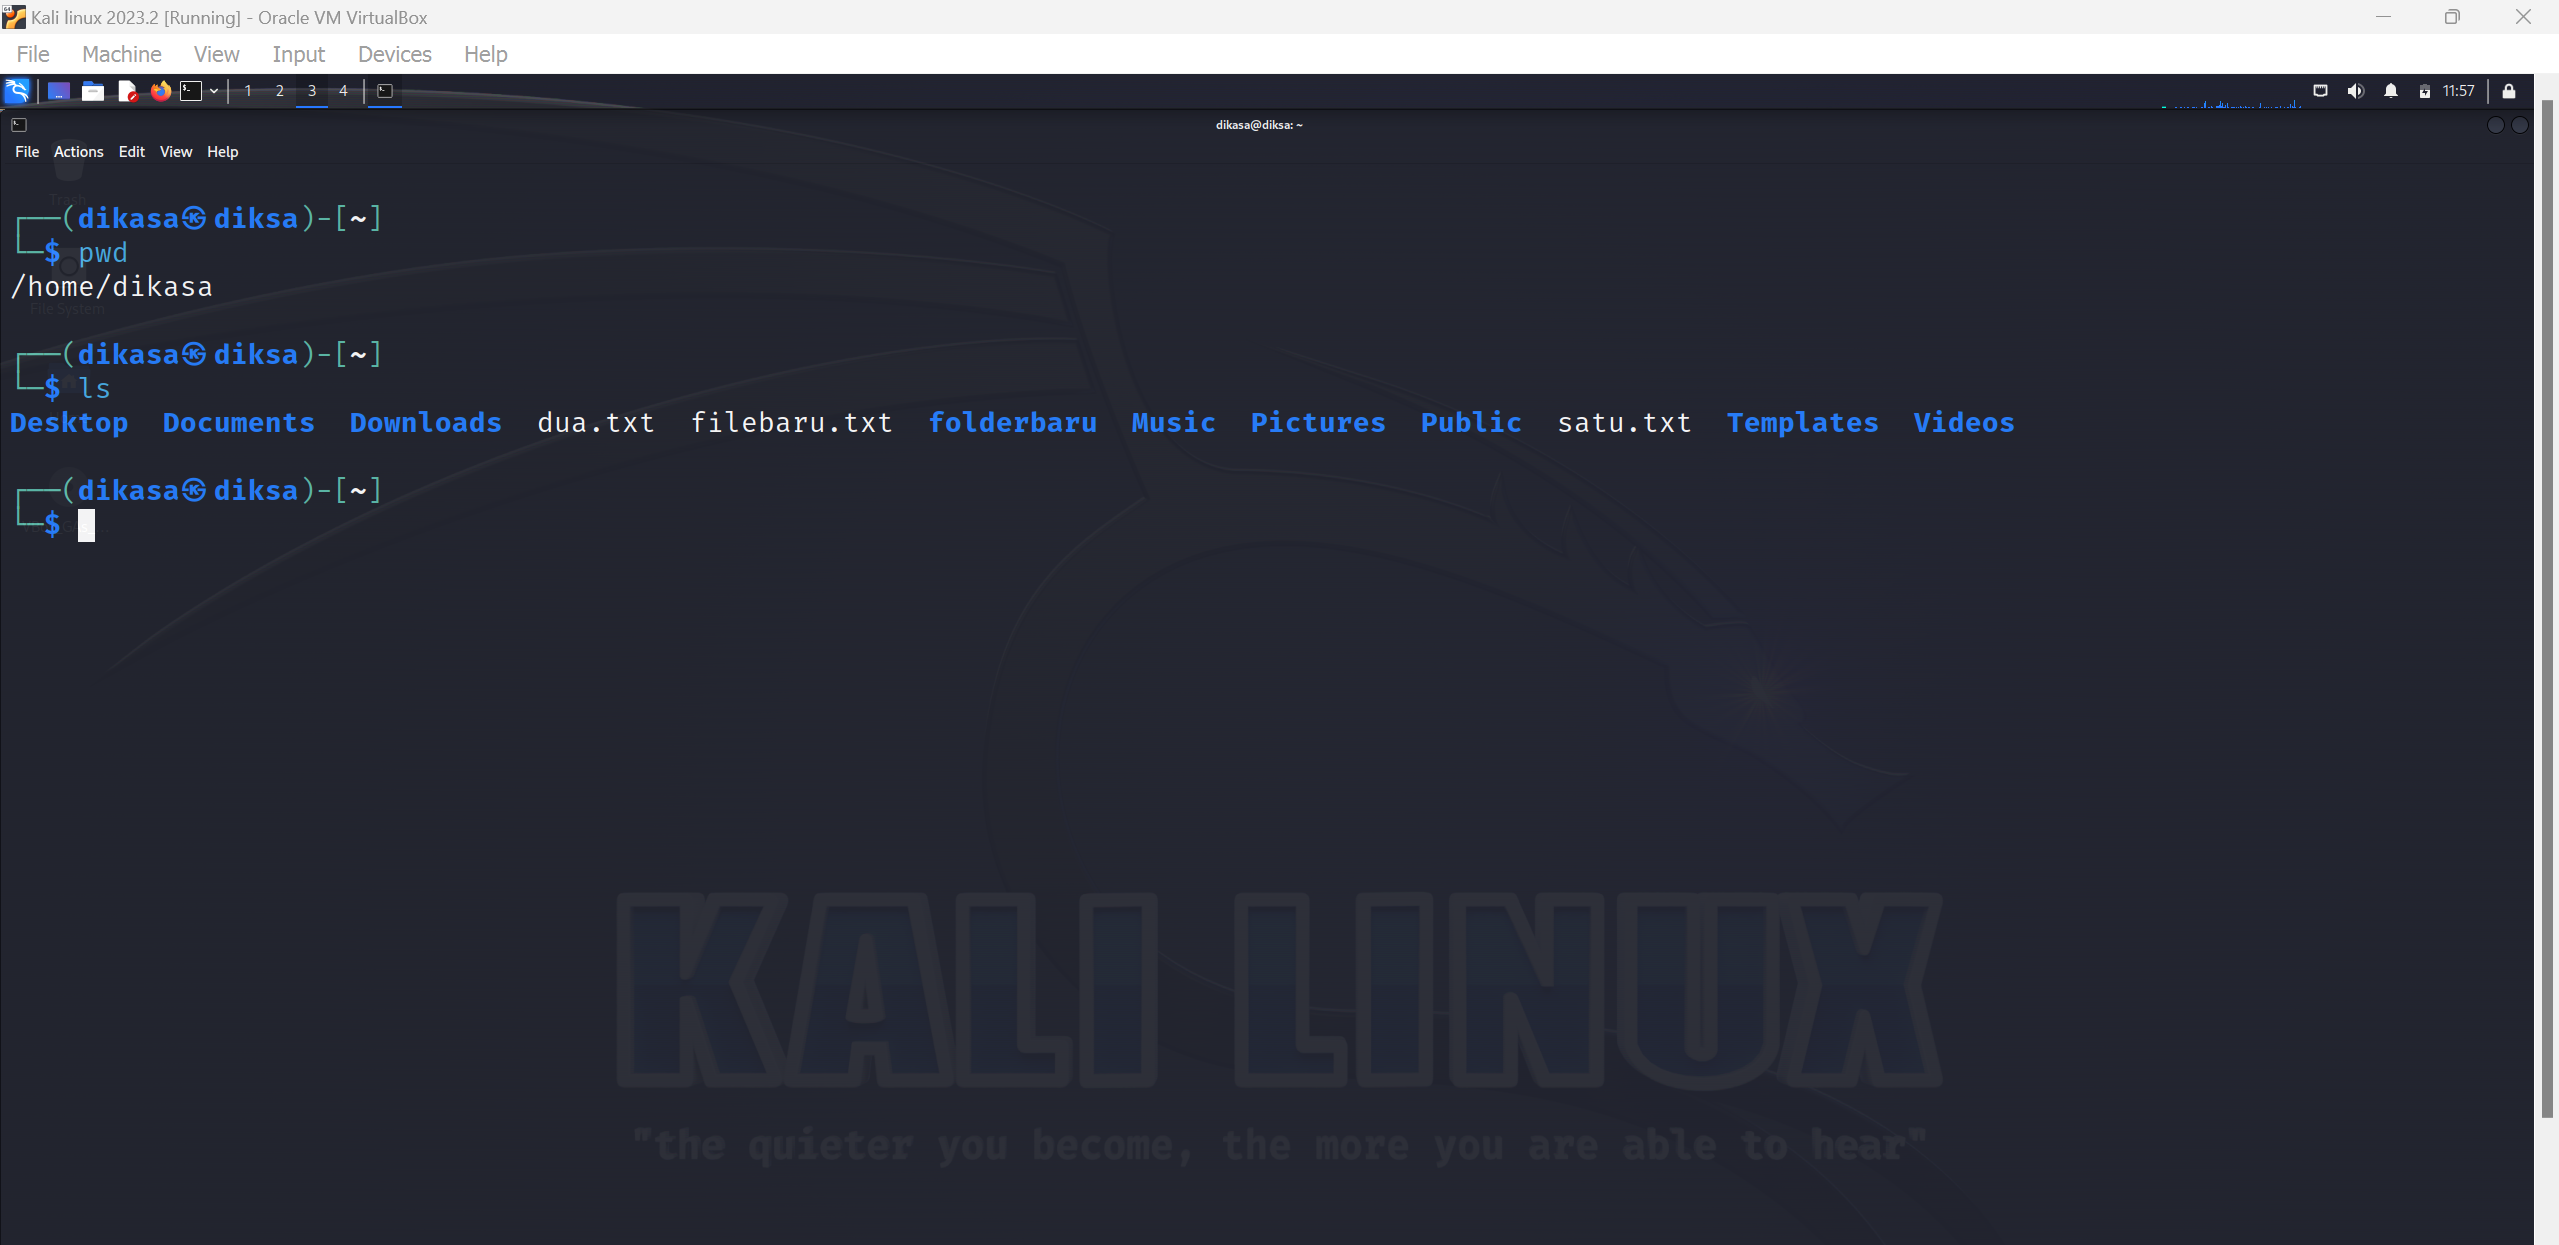 Kali linux 2023.2 [Running] - Oracle VM VirtualBox
File Machine View Input Devices Help
1 2 3 4 11:57
dikasa@diksa: ~
File Actions Edit View Help
Trash
┌──(dikasa㉿diksa)-[~]
└─$ pwd
/home/dikasa
File System
┌──(dikasa㉿diksa)-[~]
└─$ ls
Desktop Documents Downloads dua.txt filebaru.txt folderbaru Music Pictures Public satu.txt Templates Videos
┌──(dikasa㉿diksa)-[~]
└─$
KALI LINUX
"the quieter you become, the more you are able to hear"